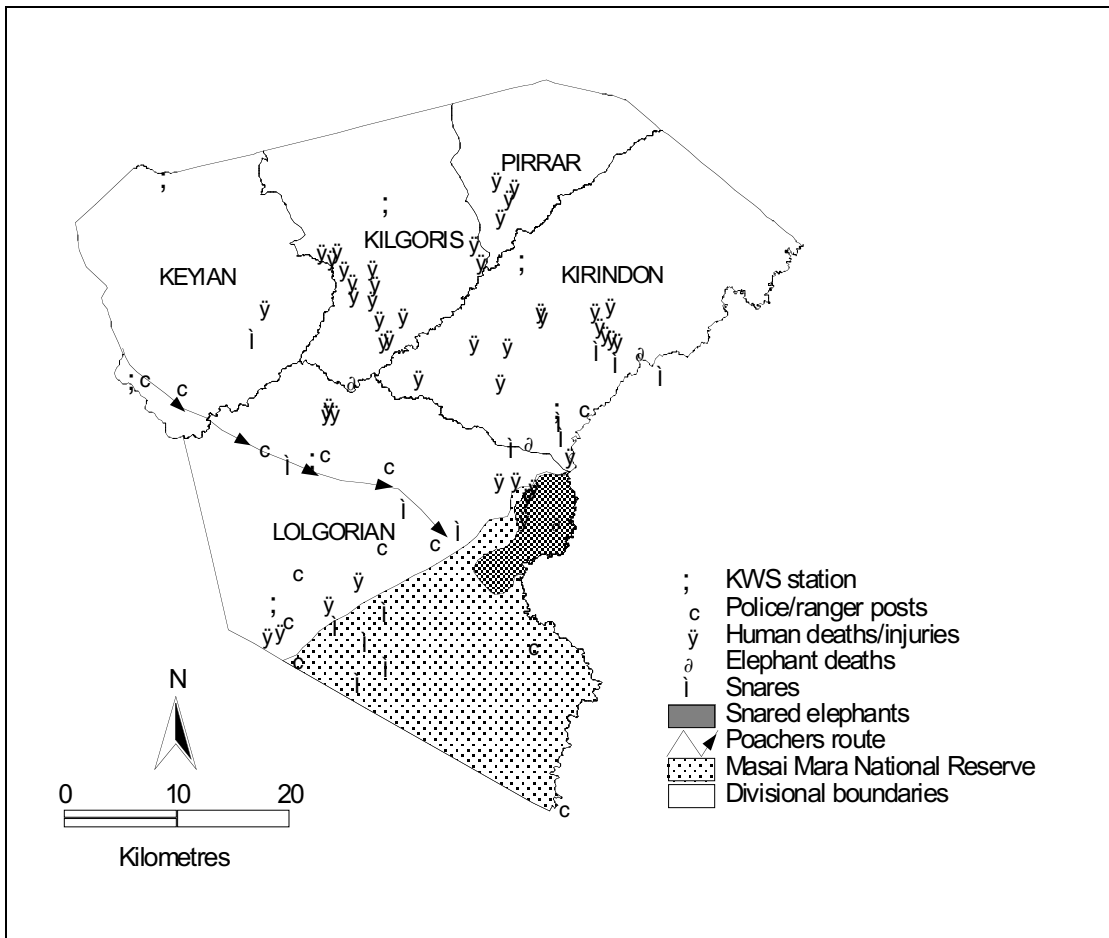 PIRRAR
KILGORIS
KEYIAN
KIRINDON
LOLGORIAN
; KWS station
c Police/ranger posts
ÿ Human deaths/injuries
∂ Elephant deaths
ì Snares
Snared elephants
Poachers route
Masai Mara National Reserve
Divisional boundaries
N
0 10 20
Kilometres